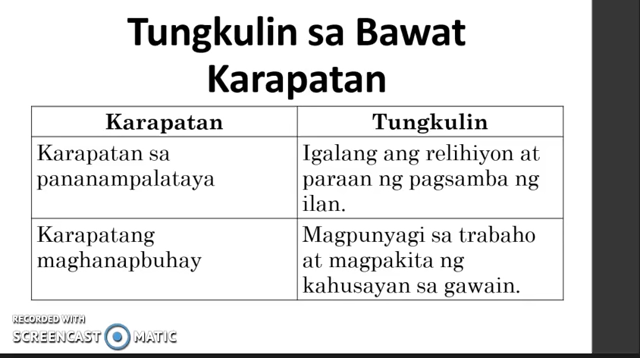 Tungkulin sa Bawat
Karapatan
Karapatan
Tungkulin
Karapatan sa
pananampalataya
Igalang ang relihiyon at
paraan ng pagsamba ng
ilan.
Karapatang
maghanapbuhay
Magpunyagi sa trabaho
at magpakita ng
kahusayan sa gawain.
RECORDED WITH
SCREENCAST MATIC